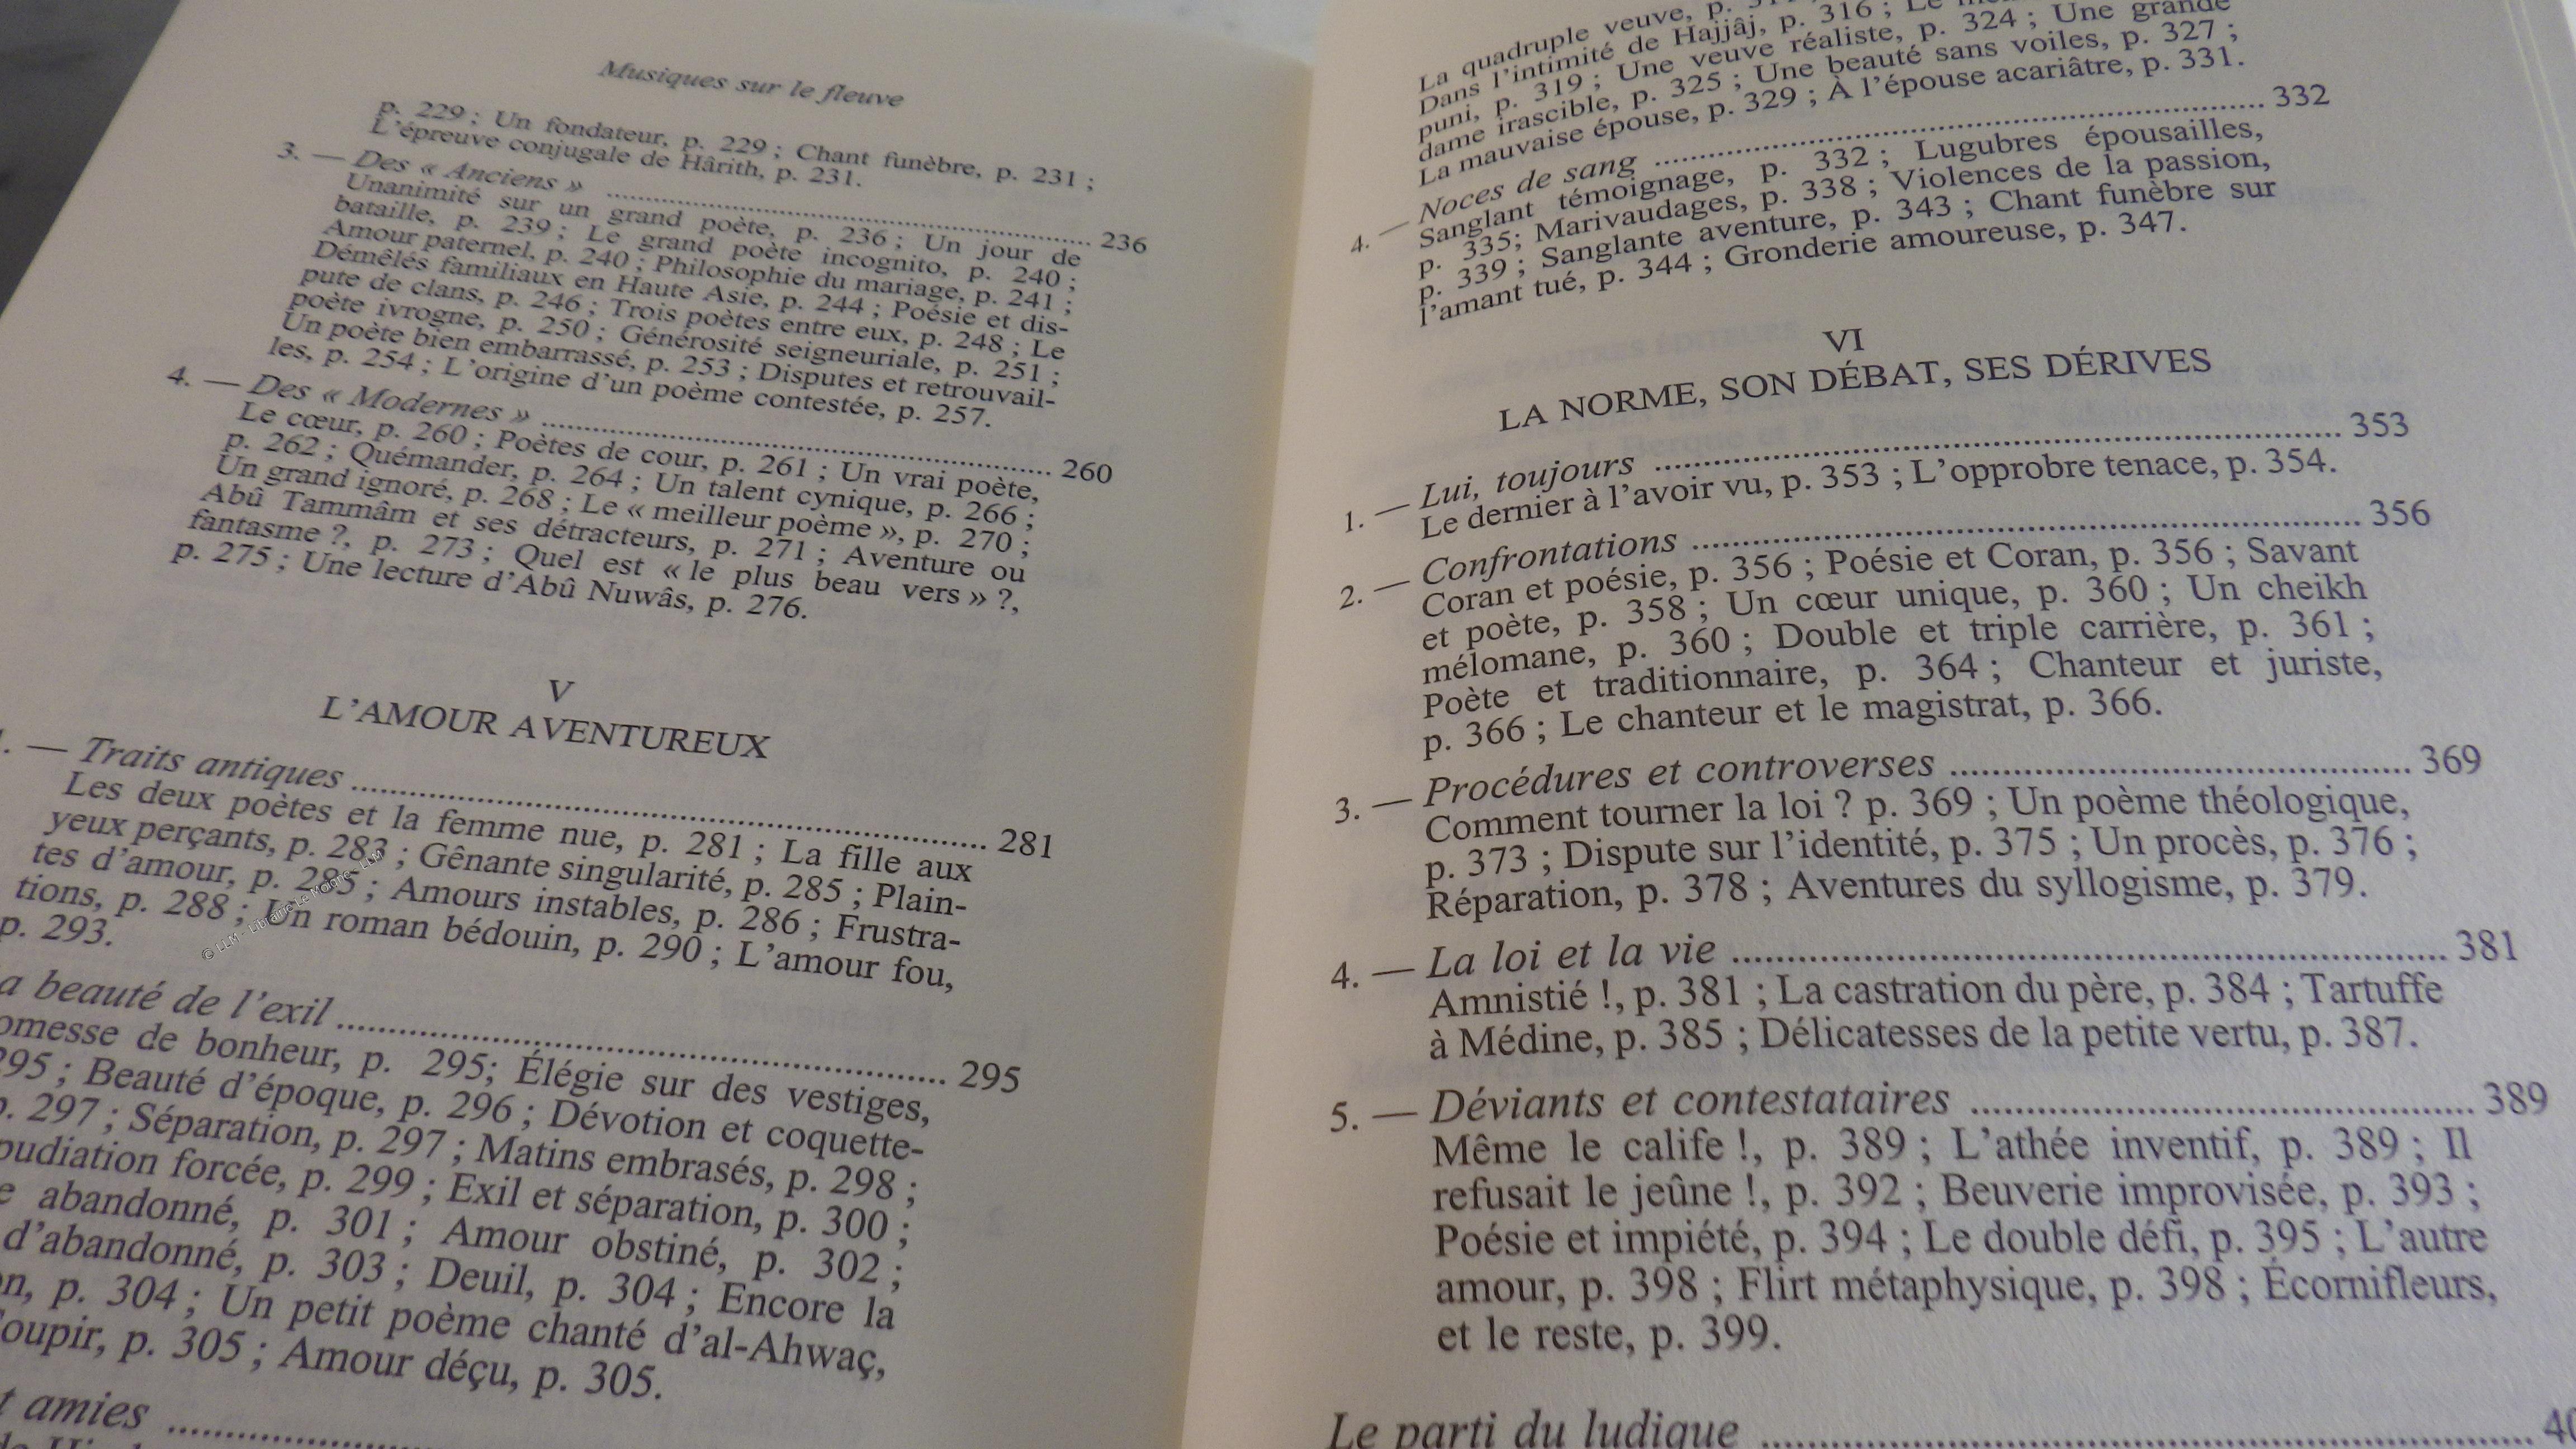 Musiques sur le fleuve
p. 229 ; Un fondateur, p. 229 ; Chant funèbre, p. 231 ;
L'épreuve conjugale de Hârith, p. 231.
3. — Des « Anciens » ........ 236
Unanimité sur un grand poète, p. 236 ; Un jour de
bataille, p. 239 ; Le grand poète incognito, p. 240 ;
Amour paternel, p. 240 ; Philosophie du mariage, p. 241 ;
Démêlés familiaux en Haute Asie, p. 244 ; Poésie et dis-
pute de clans, p. 246 ; Trois poètes entre eux, p. 248 ; Le
poète ivrogne, p. 250 ; Générosité seigneuriale, p. 251 ;
Un poète bien embarrassé, p. 253 ; Disputes et retrouvail-
les, p. 254 ; L'origine d'un poème contestée, p. 257.
4. — Des « Modernes » ........ 260
Le cœur, p. 260 ; Poètes de cour, p. 261 ; Un vrai poète,
p. 262 ; Quémander, p. 264 ; Un talent cynique, p. 266 ;
Un grand ignoré, p. 268 ; Le « meilleur poème », p. 270 ;
Abû Tammâm et ses détracteurs, p. 271 ; Aventure ou
fantasme ?, p. 273 ; Quel est « le plus beau vers » ?,
p. 275 ; Une lecture d'Abû Nuwâs, p. 276.
V
L'AMOUR AVENTUREUX
— Traits antiques ........ 281
Les deux poètes et la femme nue, p. 281 ; La fille aux
yeux perçants, p. 283 ; Gênante singularité, p. 285 ; Plain-
tes d'amour, p. 285 ; Amours instables, p. 286 ; Frustra-
tions, p. 288 ; Un roman bédouin, p. 290 ; L'amour fou,
p. 293.
© LLM - Librairie Le Monde - LLM
a beauté de l'exil ........ 295
omesse de bonheur, p. 295; Élégie sur des vestiges,
295 ; Beauté d'époque, p. 296 ; Dévotion et coquette-
p. 297 ; Séparation, p. 297 ; Matins embrasés, p. 298 ;
pudiation forcée, p. 299 ; Exil et séparation, p. 300 ;
e abandonné, p. 301 ; Amour obstiné, p. 302 ;
d'abandonné, p. 303 ; Deuil, p. 304 ; Encore la
on, p. 304 ; Un petit poème chanté d'al-Ahwaç,
oupir, p. 305 ; Amour déçu, p. 305.
t amies ........
La quadruple veuve, p.
Dans l'intimité de Hajjâj, p. 316 ; Le
puni, p. 319 ; Une veuve réaliste, p. 324 ; Une grande
dame irascible, p. 325 ; Une beauté sans voiles, p. 327 ;
La mauvaise épouse, p. 329 ; À l'épouse acariâtre, p. 331.
4. — Noces de sang ........ 332
Sanglant témoignage, p. 332 ; Lugubres épousailles,
p. 335; Marivaudages, p. 338 ; Violences de la passion,
p. 339 ; Sanglante aventure, p. 343 ; Chant funèbre sur
l'amant tué, p. 344 ; Gronderie amoureuse, p. 347.
VI
LA NORME, SON DÉBAT, SES DÉRIVES
1. — Lui, toujours ........ 353
Le dernier à l'avoir vu, p. 353 ; L'opprobre tenace, p. 354.
2. — Confrontations ........ 356
Coran et poésie, p. 356 ; Poésie et Coran, p. 356 ; Savant
et poète, p. 358 ; Un cœur unique, p. 360 ; Un cheikh
mélomane, p. 360 ; Double et triple carrière, p. 361 ;
Poète et traditionnaire, p. 364 ; Chanteur et juriste,
p. 366 ; Le chanteur et le magistrat, p. 366.
3. — Procédures et controverses ........ 369
Comment tourner la loi ? p. 369 ; Un poème théologique,
p. 373 ; Dispute sur l'identité, p. 375 ; Un procès, p. 376 ;
Réparation, p. 378 ; Aventures du syllogisme, p. 379.
4. — La loi et la vie ........ 381
Amnistié !, p. 381 ; La castration du père, p. 384 ; Tartuffe
à Médine, p. 385 ; Délicatesses de la petite vertu, p. 387.
5. — Déviants et contestataires ........ 389
Même le calife !, p. 389 ; L'athée inventif, p. 389 ; Il
refusait le jeûne !, p. 392 ; Beuverie improvisée, p. 393 ;
Poésie et impiété, p. 394 ; Le double défi, p. 395 ; L'autre
amour, p. 398 ; Flirt métaphysique, p. 398 ; Écornifleurs,
et le reste, p. 399.
Le parti du ludique ........ 40